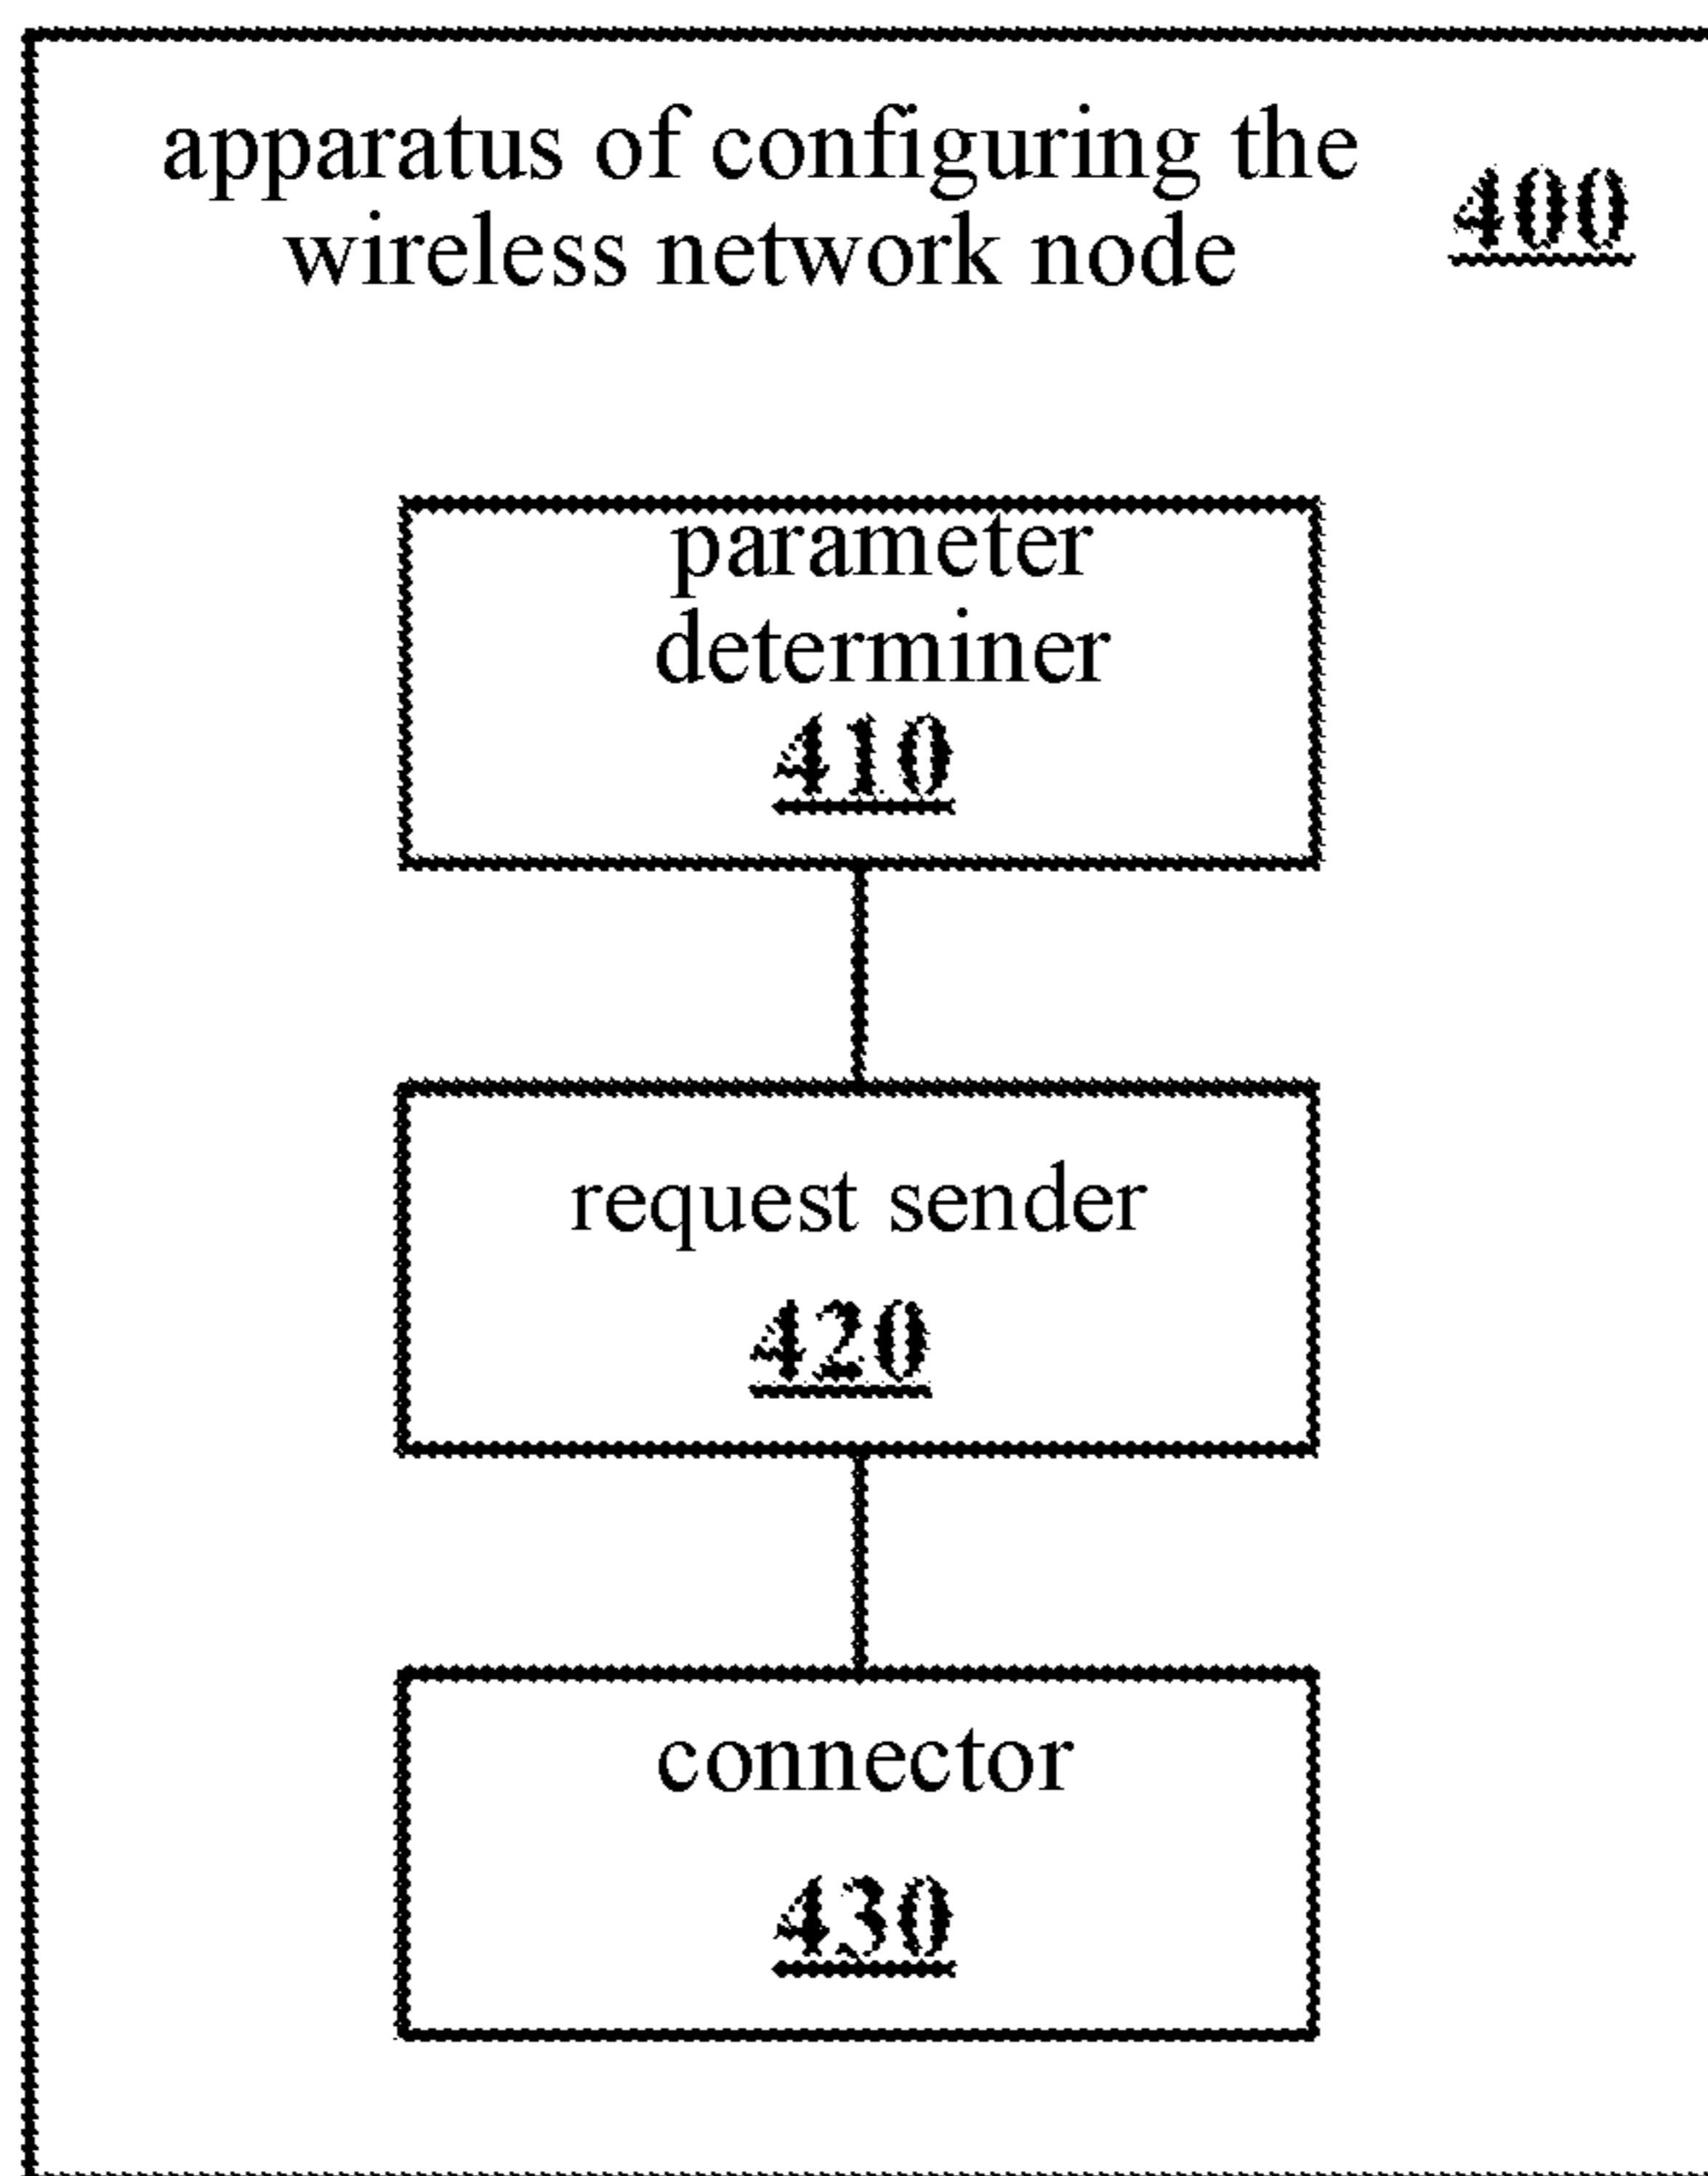 apparatus of configuring the
wireless network node
400
parameter
determiner
410
request sender
420
connector
430